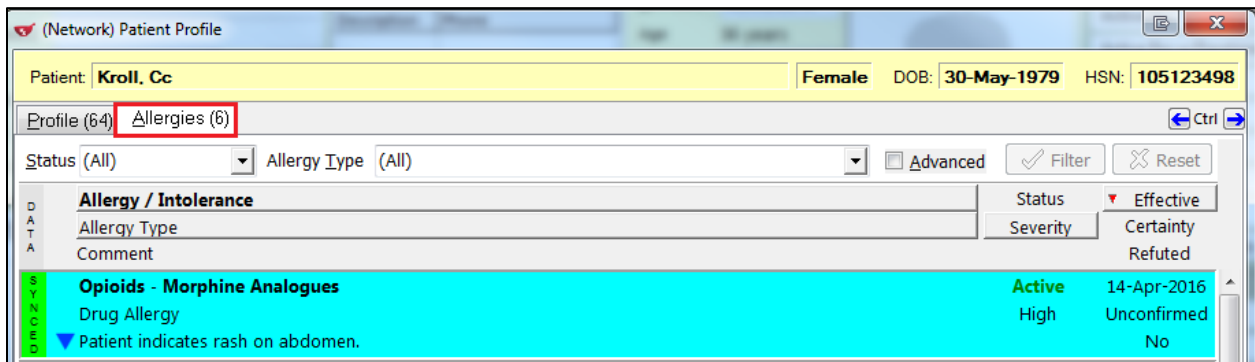 (Network) Patient Profile
Patient: Kroll, Cc Female DOB: 30-May-1979 HSN: 105123498
Profile (64) Allergies (6) Ctrl
Status (All) Allergy Type (All) Advanced Filter Reset
DATA
Allergy / Intolerance Status Effective
Allergy Type Severity Certainty
Comment Refuted
SYNCED
Opioids - Morphine Analogues Active 14-Apr-2016
Drug Allergy High Unconfirmed
Patient indicates rash on abdomen. No